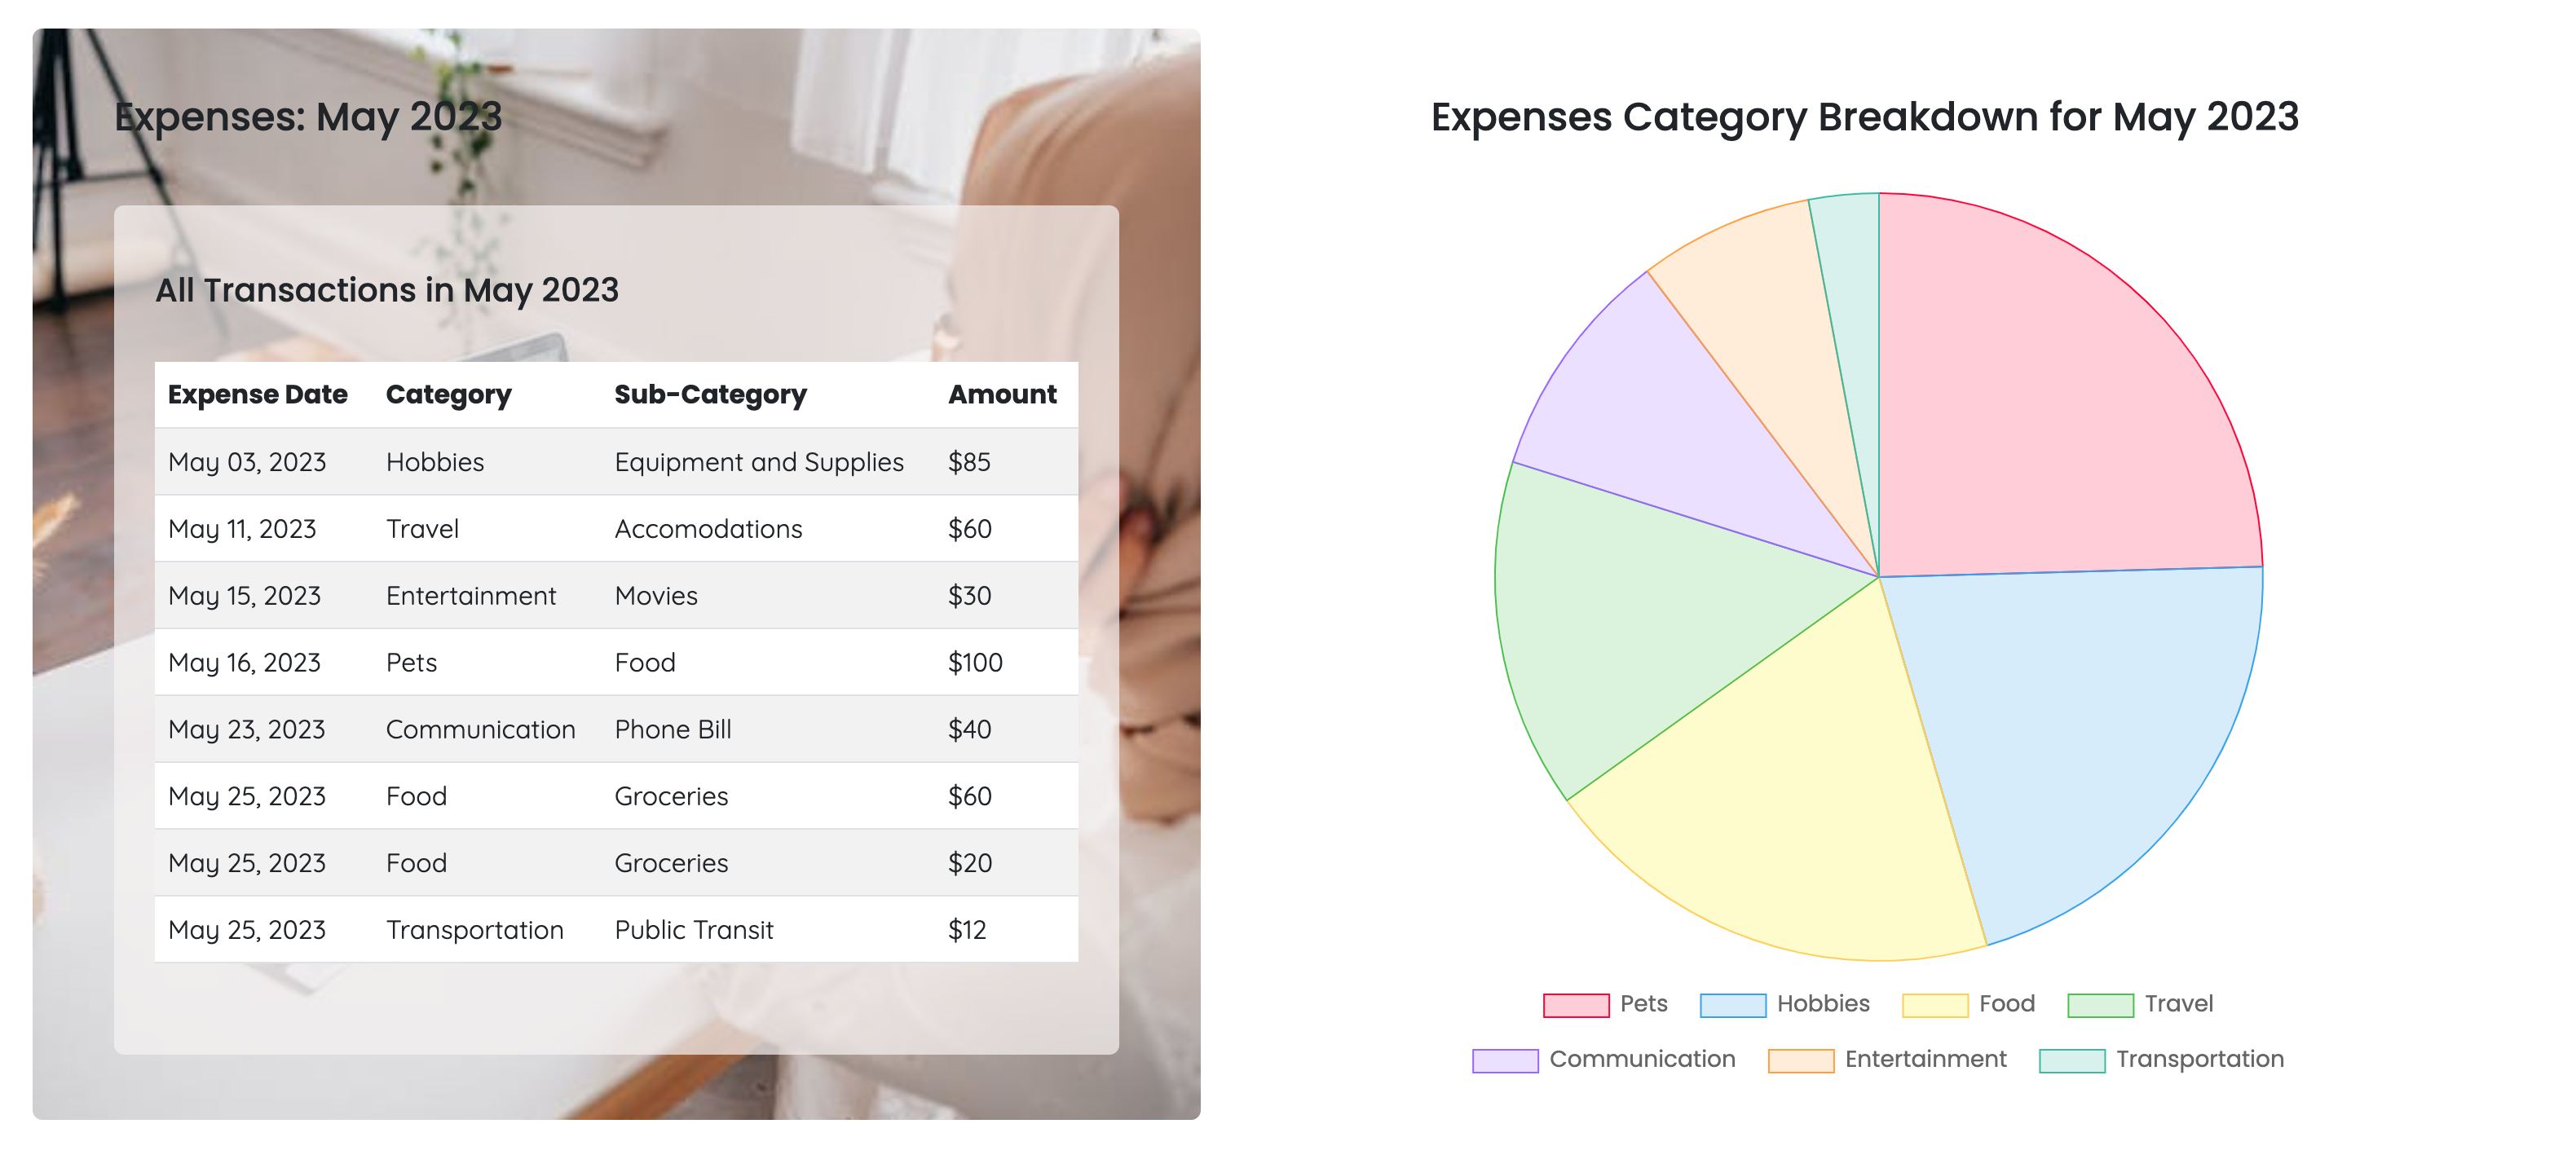 Expenses: May 2023
All Transactions in May 2023
Expense Date Category Sub-Category Amount
May 03, 2023 Hobbies Equipment and Supplies $85
May 11, 2023 Travel Accomodations $60
May 15, 2023 Entertainment Movies $30
May 16, 2023 Pets Food $100
May 23, 2023 Communication Phone Bill $40
May 25, 2023 Food Groceries $60
May 25, 2023 Food Groceries $20
May 25, 2023 Transportation Public Transit $12
Expenses Category Breakdown for May 2023
Pets Hobbies Food Travel
Communication Entertainment Transportation